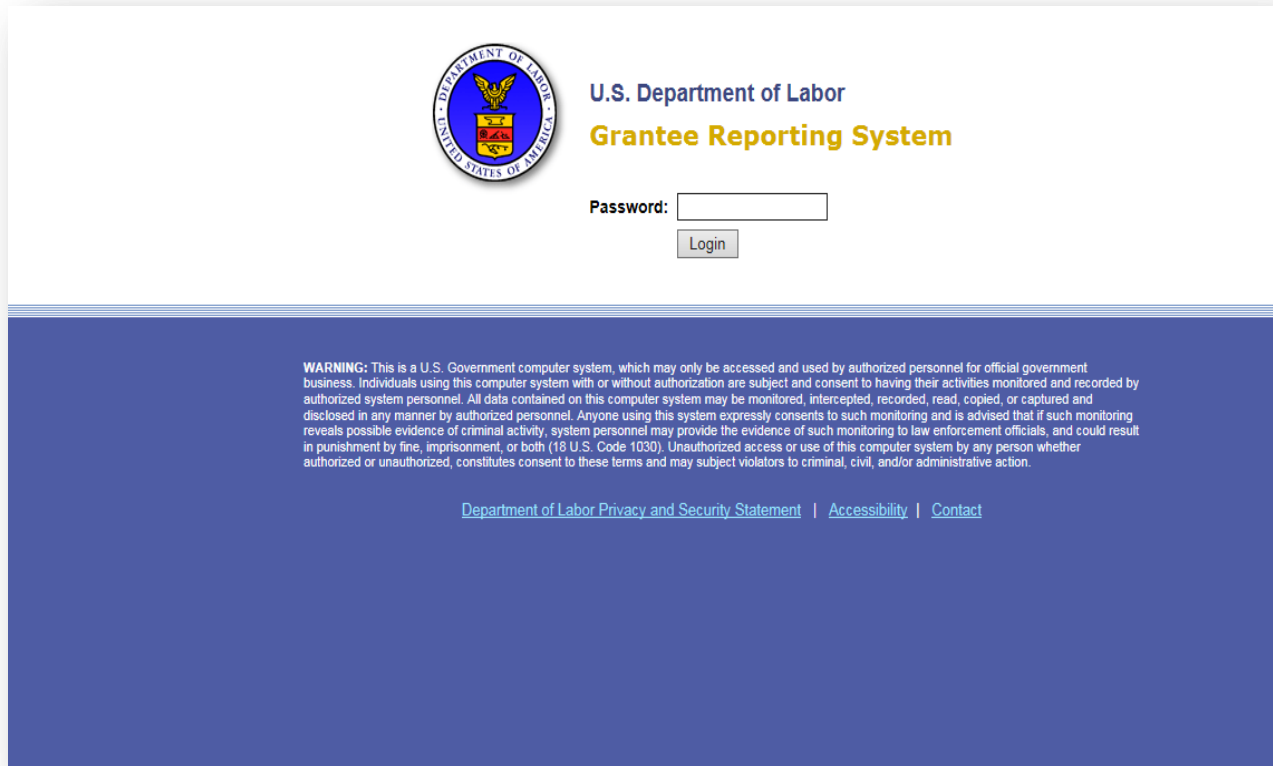 DEPARTMENT OF LABOR
UNITED STATES OF AMERICA
U.S. Department of Labor
Grantee Reporting System
Password:
Login
WARNING: This is a U.S. Government computer system, which may only be accessed and used by authorized personnel for official government
business. Individuals using this computer system with or without authorization are subject and consent to having their activities monitored and recorded by
authorized system personnel. All data contained on this computer system may be monitored, intercepted, recorded, read, copied, or captured and
disclosed in any manner by authorized personnel. Anyone using this system expressly consents to such monitoring and is advised that if such monitoring
reveals possible evidence of criminal activity, system personnel may provide the evidence of such monitoring to law enforcement officials, and could result
in punishment by fine, imprisonment, or both (18 U.S. Code 1030). Unauthorized access or use of this computer system by any person whether
authorized or unauthorized, constitutes consent to these terms and may subject violators to criminal, civil, and/or administrative action.
Department of Labor Privacy and Security Statement | Accessibility | Contact